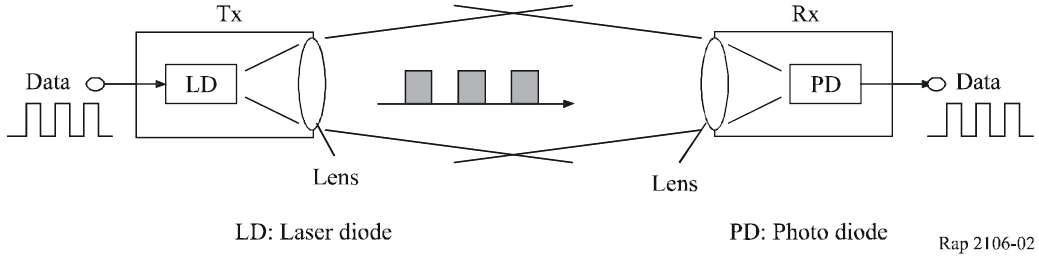 Tx
Rx
Data
LD
PD
Data
Lens
Lens
LD: Laser diode
PD: Photo diode
Rap 2106-02